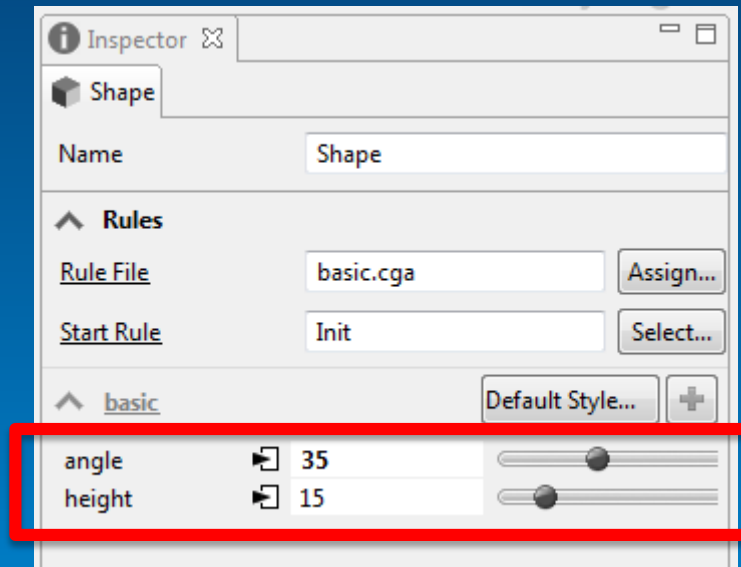 Inspector
Shape
Name Shape
Rules
Rule File basic.cga Assign...
Start Rule Init Select...
basic Default Style...
angle 35
height 15